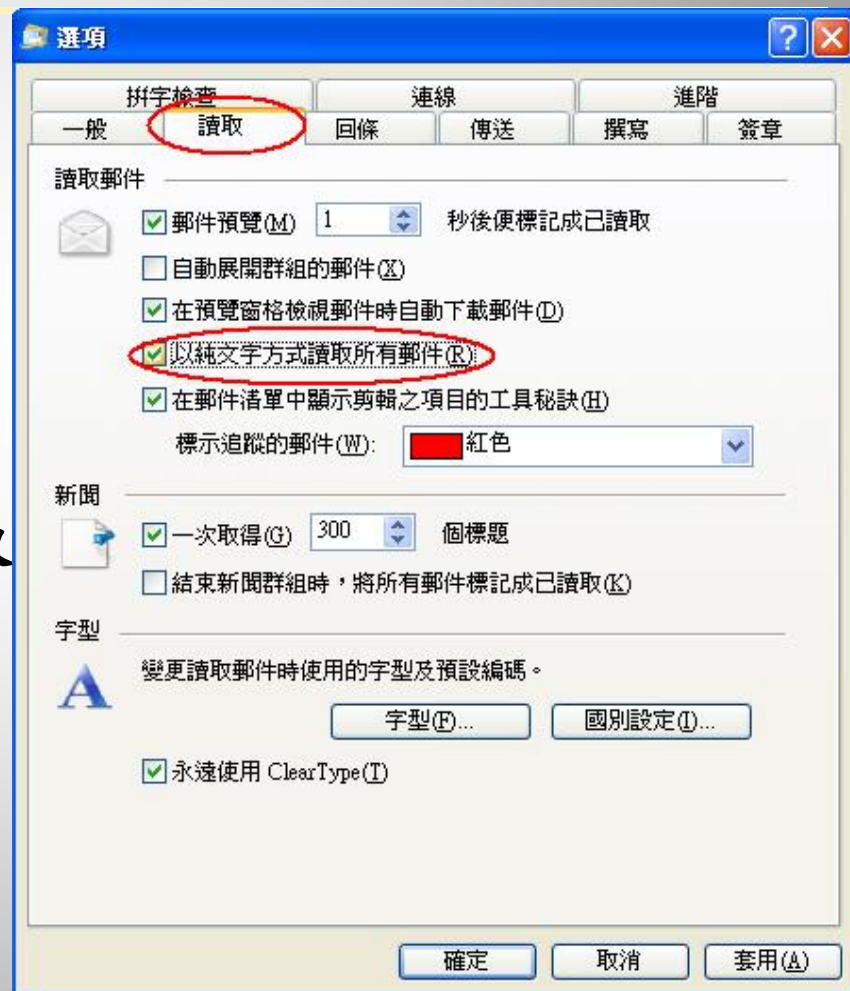 選項
拼字檢查 連線 進階
一般 讀取 回條 傳送 撰寫 簽章
讀取郵件
郵件預覽(M) 1 秒後便標記成已讀取
自動展開群組的郵件(X)
在預覽窗格檢視郵件時自動下載郵件(D)
以純文字方式讀取所有郵件(R)
在郵件清單中顯示剪輯之項目的工具秘訣(H)
標示追蹤的郵件(W): 紅色
新聞
一次取得(G) 300 個標題
結束新聞群組時，將所有郵件標記成已讀取(K)
字型
變更讀取郵件時使用的字型及預設編碼。
字型(F)... 國別設定(I)...
永遠使用 ClearType(T)
確定 取消 套用(A)